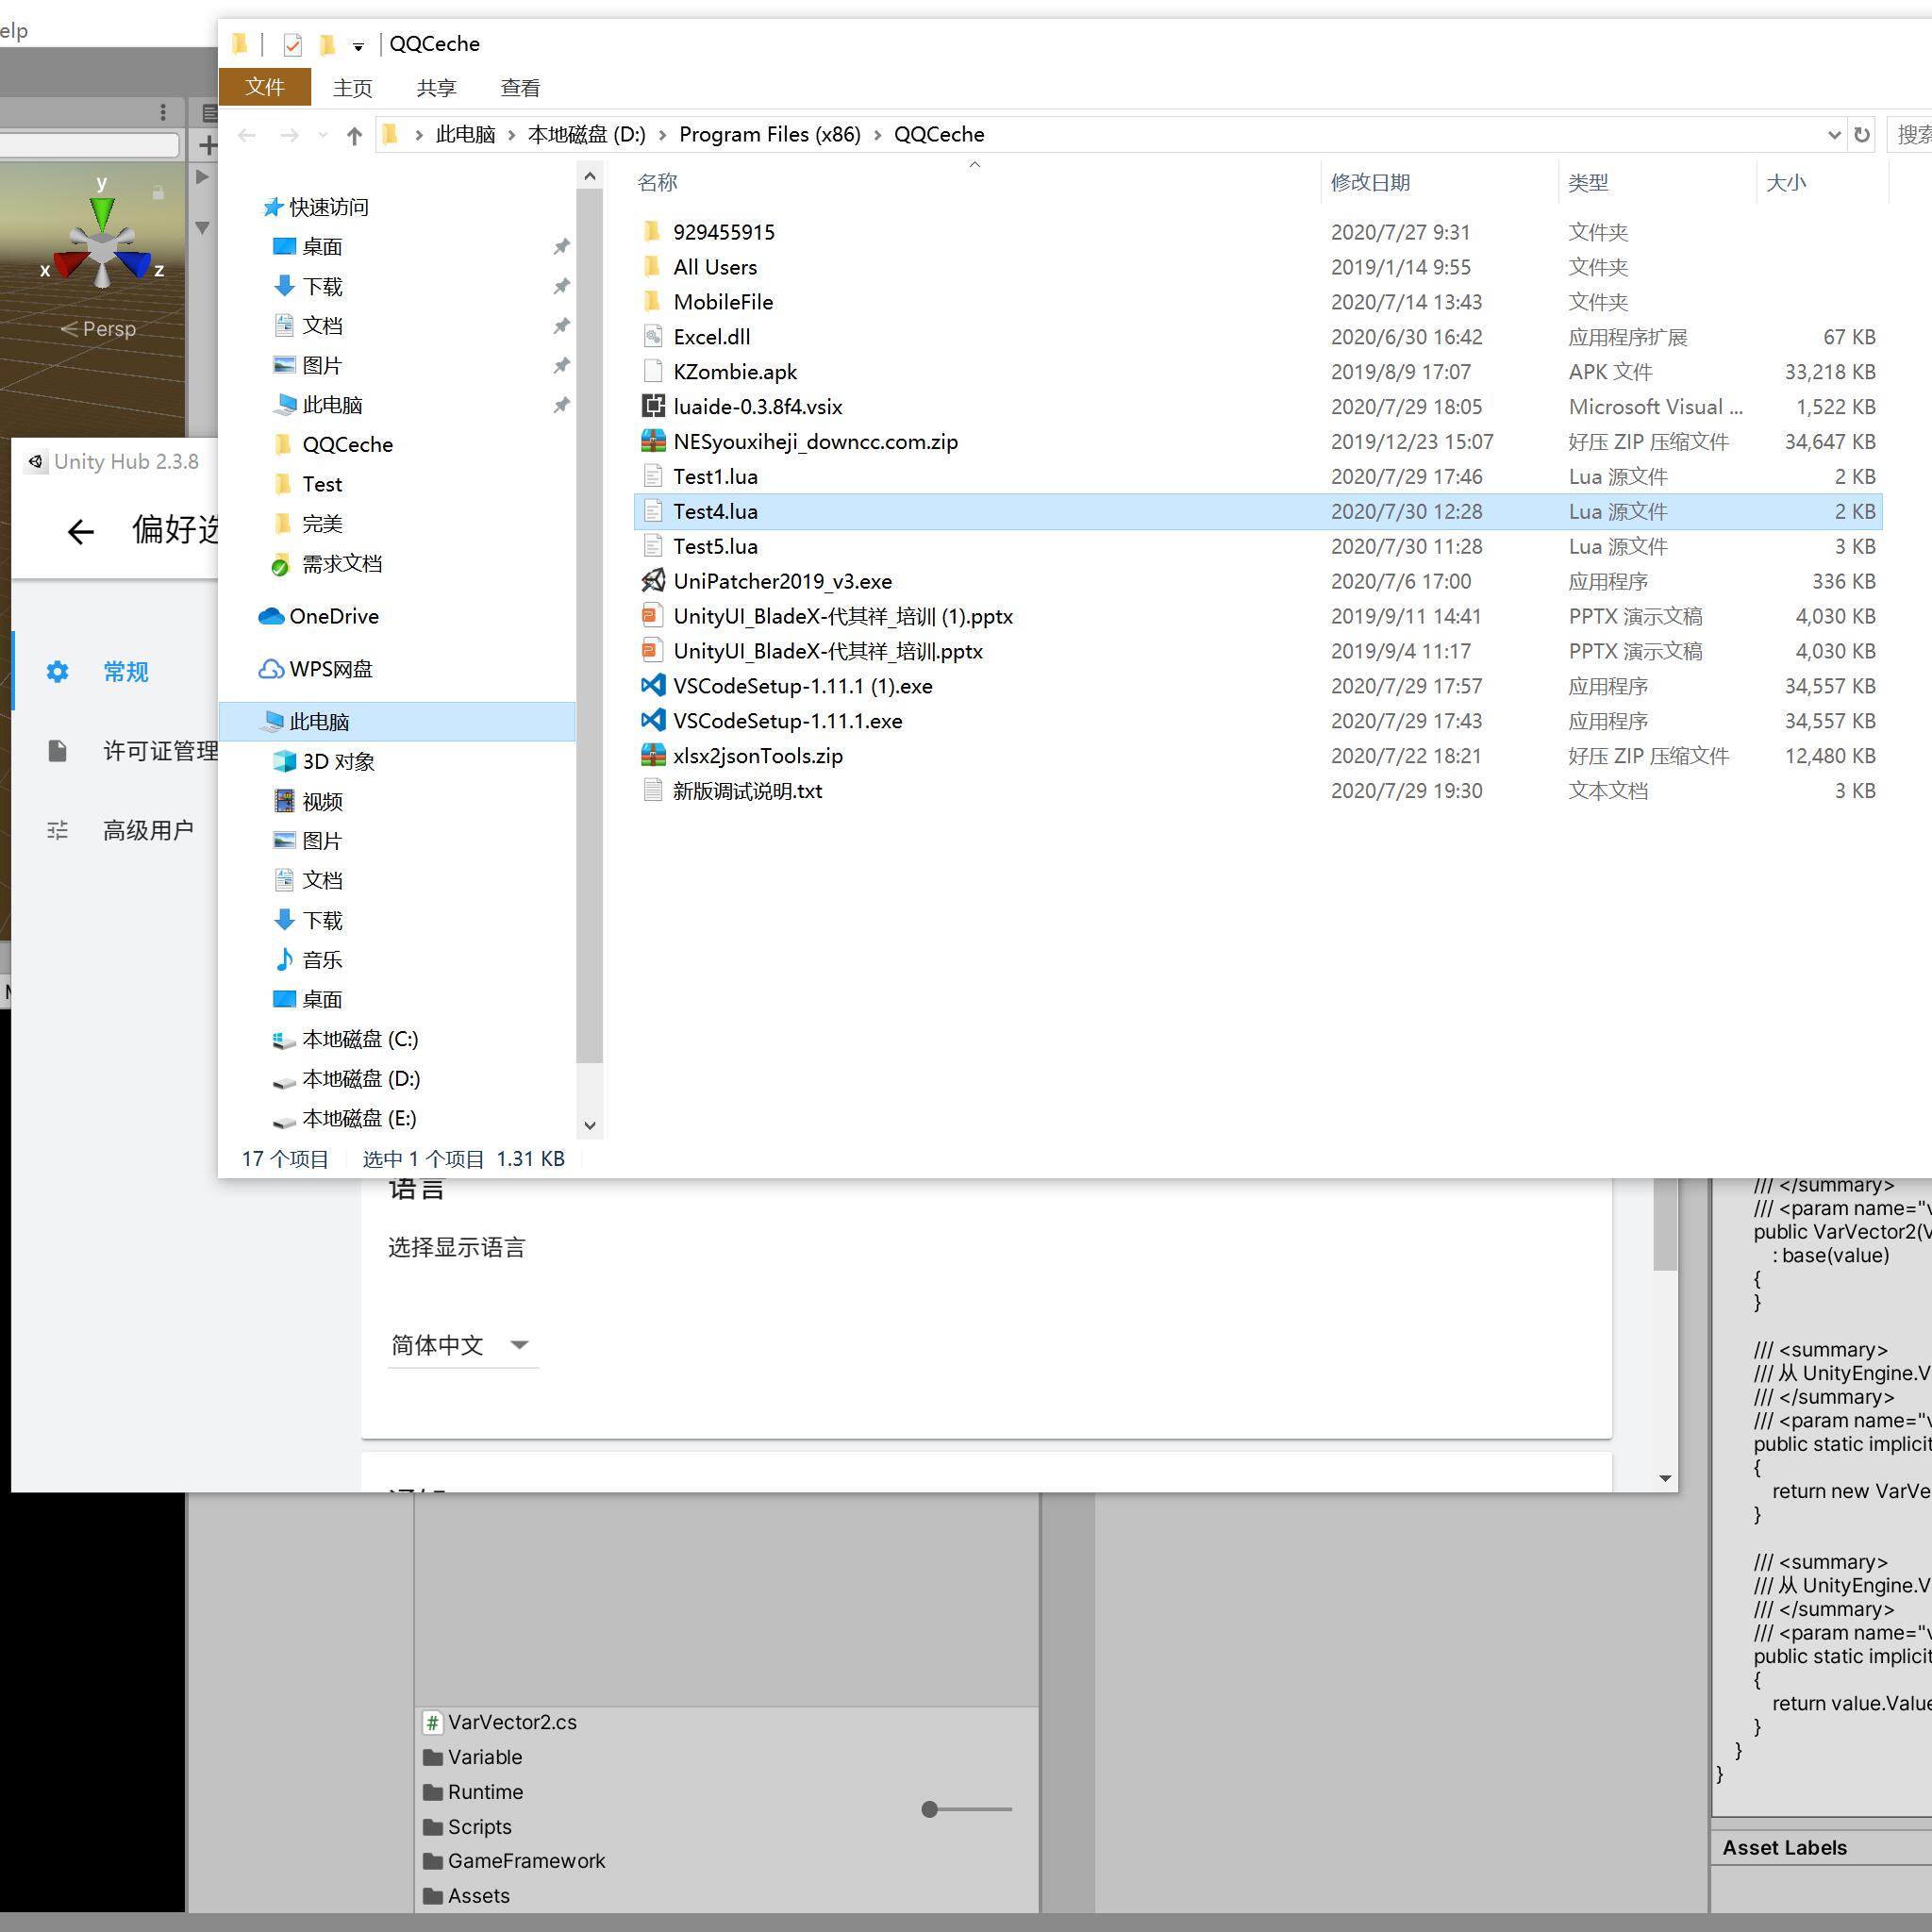 elp
QQCeche
文件 主页 共享 查看
此电脑 本地磁盘 (D:) Program Files (x86) QQCeche 搜索
名称 修改日期 类型 大小
929455915 2020/7/27 9:31 文件夹
All Users 2019/1/14 9:55 文件夹
MobileFile 2020/7/14 13:43 文件夹
Excel.dll 2020/6/30 16:42 应用程序扩展 67 KB
KZombie.apk 2019/8/9 17:07 APK 文件 33,218 KB
luaide-0.3.8f4.vsix 2020/7/29 18:05 Microsoft Visual ... 1,522 KB
NESyouxiheji_downcc.com.zip 2019/12/23 15:07 好压 ZIP 压缩文件 34,647 KB
Test1.lua 2020/7/29 17:46 Lua 源文件 2 KB
Test4.lua 2020/7/30 12:28 Lua 源文件 2 KB
Test5.lua 2020/7/30 11:28 Lua 源文件 3 KB
UniPatcher2019_v3.exe 2020/7/6 17:00 应用程序 336 KB
UnityUI_BladeX-代其祥_培训 (1).pptx 2019/9/11 14:41 PPTX 演示文稿 4,030 KB
UnityUI_BladeX-代其祥_培训.pptx 2019/9/4 11:17 PPTX 演示文稿 4,030 KB
VSCodeSetup-1.11.1 (1).exe 2020/7/29 17:57 应用程序 34,557 KB
VSCodeSetup-1.11.1.exe 2020/7/29 17:43 应用程序 34,557 KB
xlsx2jsonTools.zip 2020/7/22 18:21 好压 ZIP 压缩文件 12,480 KB
新版调试说明.txt 2020/7/29 19:30 文本文档 3 KB
快速访问
桌面
下载
文档
图片
此电脑
QQCeche
Test
完美
需求文档
OneDrive
WPS网盘
此电脑
3D 对象
视频
图片
文档
下载
音乐
桌面
本地磁盘 (C:)
本地磁盘 (D:)
本地磁盘 (E:)
17 个项目 选中 1 个项目 1.31 KB
y
x
z
Persp
Unity Hub 2.3.8
偏好选
常规
许可证管理
高级用户
语言
选择显示语言
简体中文
VarVector2.cs
Variable
Runtime
Scripts
GameFramework
Assets
/// </summary>
/// <param name="v
public VarVector2(V
: base(value)
{
}
/// <summary>
/// 从 UnityEngine.V
/// </summary>
/// <param name="v
public static implicit
{
return new VarVe
}
/// <summary>
/// 从 UnityEngine.V
/// </summary>
/// <param name="v
public static implicit
{
return value.Value
}
}
}
Asset Labels